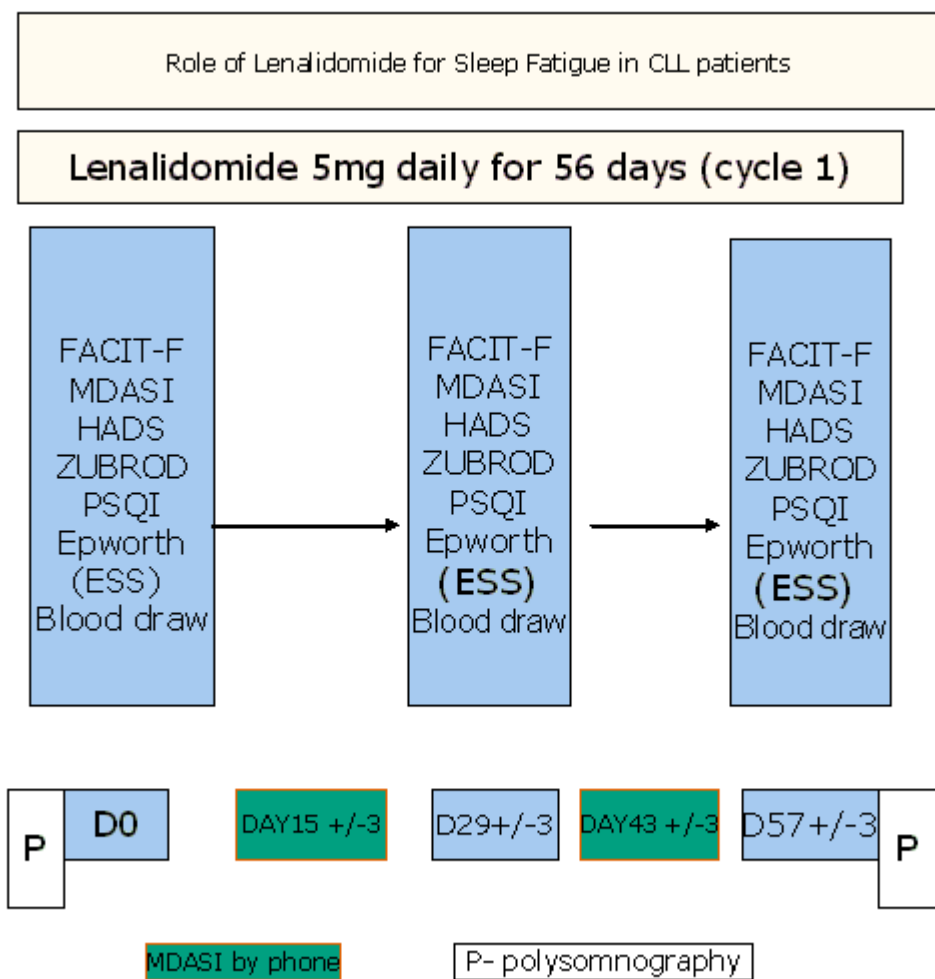 Role of Lenalidomide for Sleep Fatigue in CLL patients
Lenalidomide 5mg daily for 56 days (cycle 1)
FACIT-F
MDASI
HADS
ZUBROD
PSQI
Epworth
(ESS)
Blood draw
FACIT-F
MDASI
HADS
ZUBROD
PSQI
Epworth
(ESS)
Blood draw
FACIT-F
MDASI
HADS
ZUBROD
PSQI
Epworth
(ESS)
Blood draw
P
D0
DAY15 +/-3
D29+/-3
DAY43 +/-3
D57+/-3
P
MDASI by phone
P- polysomnography